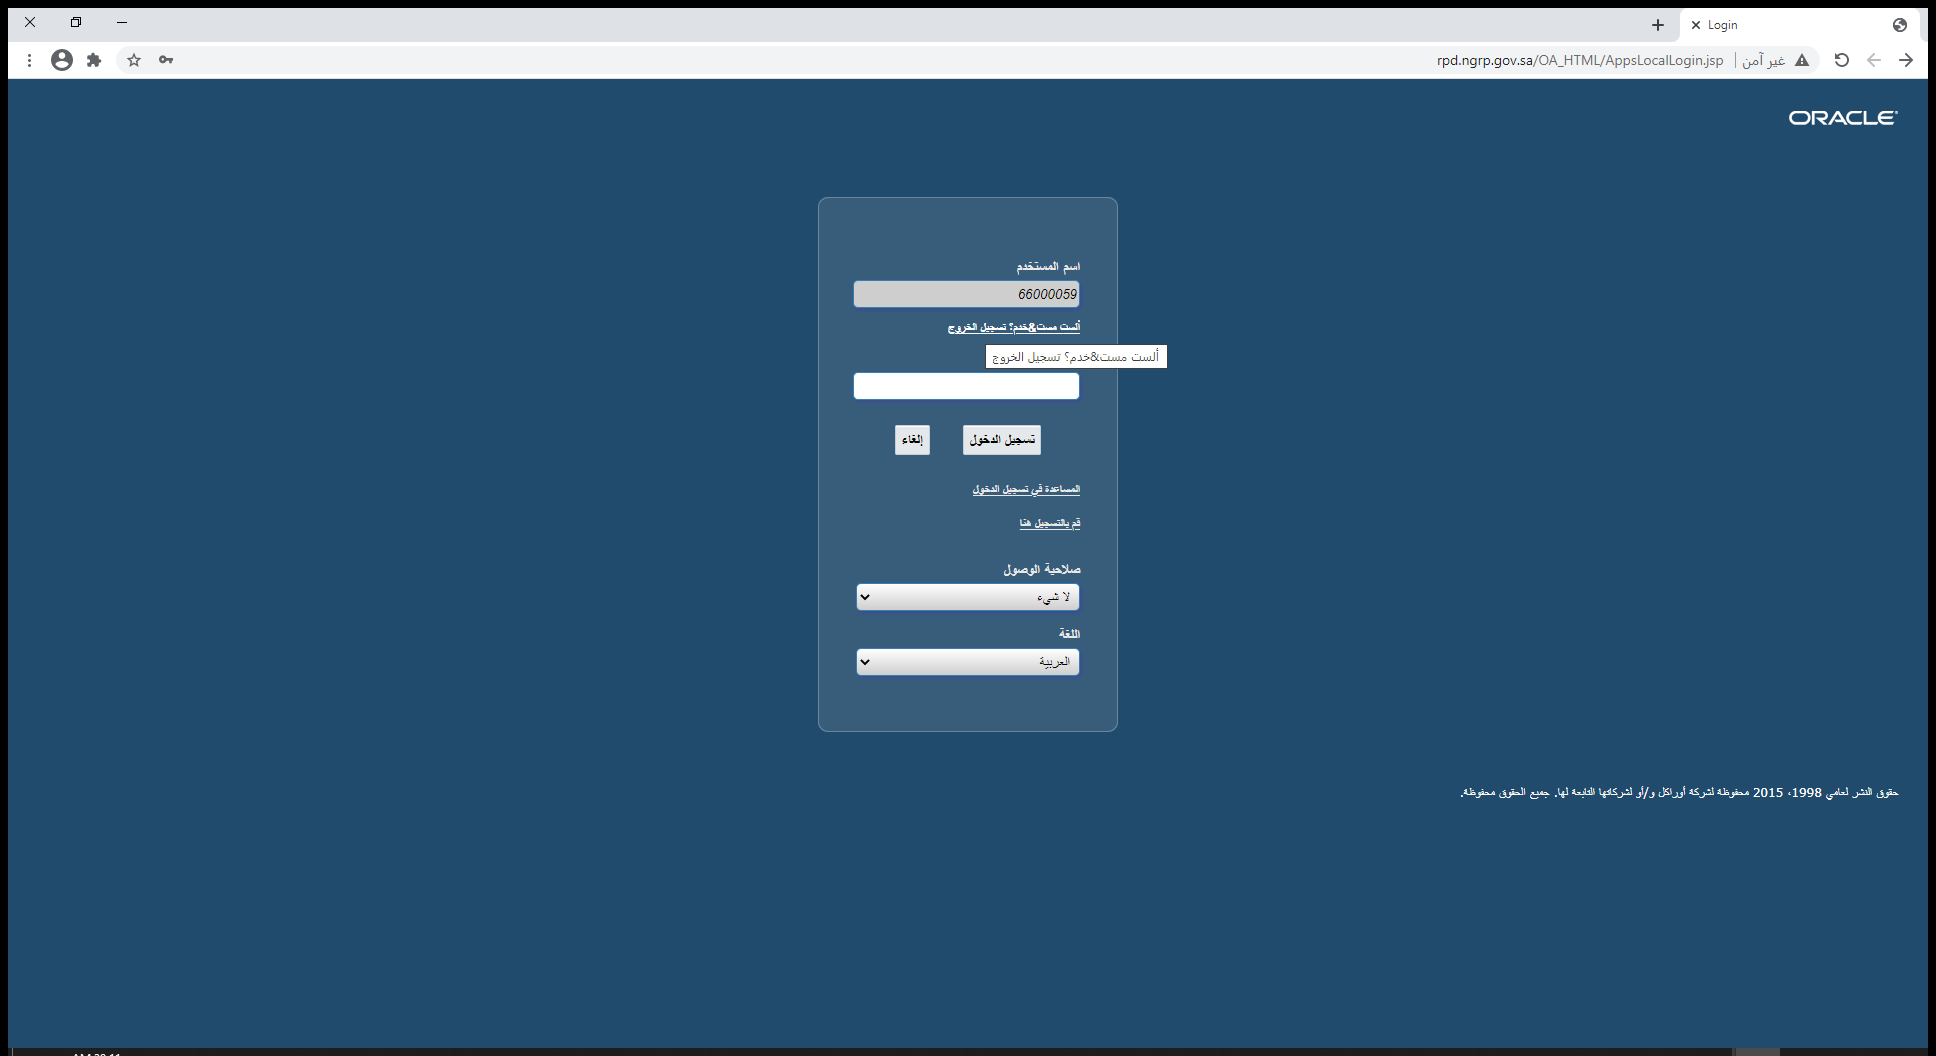 Login
rpd.ngrp.gov.sa/OA_HTML/AppsLocalLogin.jsp
غير آمن
ORACLE
اسم المستخدم
66000059
ألست مست&خدم؟ تسجيل الخروج
ألست مست&خدم؟ تسجيل الخروج
تسجيل الدخول
إلغاء
المساعدة في تسجيل الدخول
قم بالتسجيل هنا
صلاحية الوصول
لا شيء
اللغة
العربية
حقوق النشر لعامي 1998، 2015 محفوظة لشركة أوراكل و/أو لشركاتها التابعة لها. جميع الحقوق محفوظة.